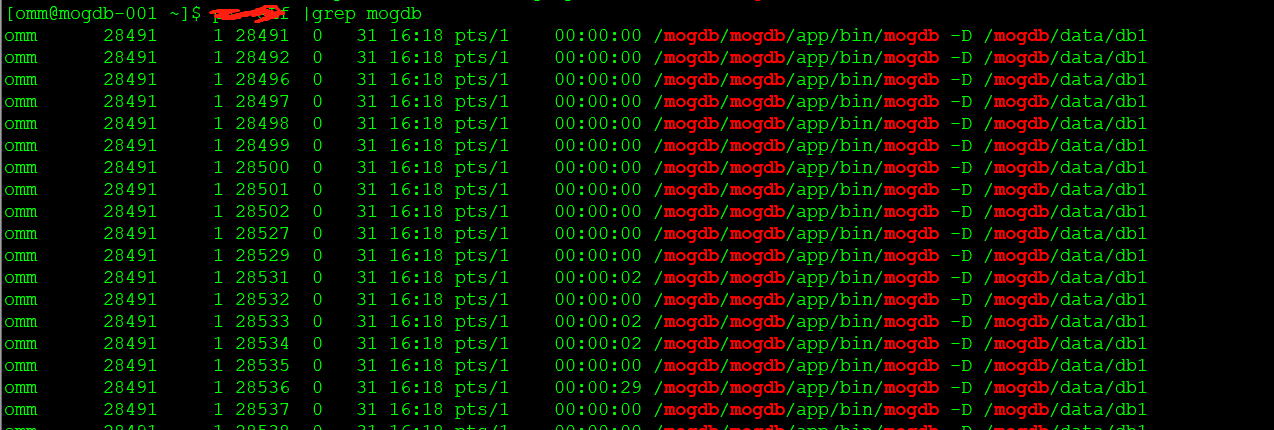 [omm@mogdb-001 ~]$ |grep mogdb
omm 28491 1 28491 0 31 16:18 pts/1 00:00:00 /mogdb/mogdb/app/bin/mogdb -D /mogdb/data/db1
omm 28491 1 28492 0 31 16:18 pts/1 00:00:00 /mogdb/mogdb/app/bin/mogdb -D /mogdb/data/db1
omm 28491 1 28496 0 31 16:18 pts/1 00:00:00 /mogdb/mogdb/app/bin/mogdb -D /mogdb/data/db1
omm 28491 1 28497 0 31 16:18 pts/1 00:00:00 /mogdb/mogdb/app/bin/mogdb -D /mogdb/data/db1
omm 28491 1 28498 0 31 16:18 pts/1 00:00:00 /mogdb/mogdb/app/bin/mogdb -D /mogdb/data/db1
omm 28491 1 28499 0 31 16:18 pts/1 00:00:00 /mogdb/mogdb/app/bin/mogdb -D /mogdb/data/db1
omm 28491 1 28500 0 31 16:18 pts/1 00:00:00 /mogdb/mogdb/app/bin/mogdb -D /mogdb/data/db1
omm 28491 1 28501 0 31 16:18 pts/1 00:00:00 /mogdb/mogdb/app/bin/mogdb -D /mogdb/data/db1
omm 28491 1 28502 0 31 16:18 pts/1 00:00:00 /mogdb/mogdb/app/bin/mogdb -D /mogdb/data/db1
omm 28491 1 28527 0 31 16:18 pts/1 00:00:00 /mogdb/mogdb/app/bin/mogdb -D /mogdb/data/db1
omm 28491 1 28529 0 31 16:18 pts/1 00:00:00 /mogdb/mogdb/app/bin/mogdb -D /mogdb/data/db1
omm 28491 1 28531 0 31 16:18 pts/1 00:00:02 /mogdb/mogdb/app/bin/mogdb -D /mogdb/data/db1
omm 28491 1 28532 0 31 16:18 pts/1 00:00:00 /mogdb/mogdb/app/bin/mogdb -D /mogdb/data/db1
omm 28491 1 28533 0 31 16:18 pts/1 00:00:02 /mogdb/mogdb/app/bin/mogdb -D /mogdb/data/db1
omm 28491 1 28534 0 31 16:18 pts/1 00:00:02 /mogdb/mogdb/app/bin/mogdb -D /mogdb/data/db1
omm 28491 1 28535 0 31 16:18 pts/1 00:00:00 /mogdb/mogdb/app/bin/mogdb -D /mogdb/data/db1
omm 28491 1 28536 0 31 16:18 pts/1 00:00:29 /mogdb/mogdb/app/bin/mogdb -D /mogdb/data/db1
omm 28491 1 28537 0 31 16:18 pts/1 00:00:00 /mogdb/mogdb/app/bin/mogdb -D /mogdb/data/db1